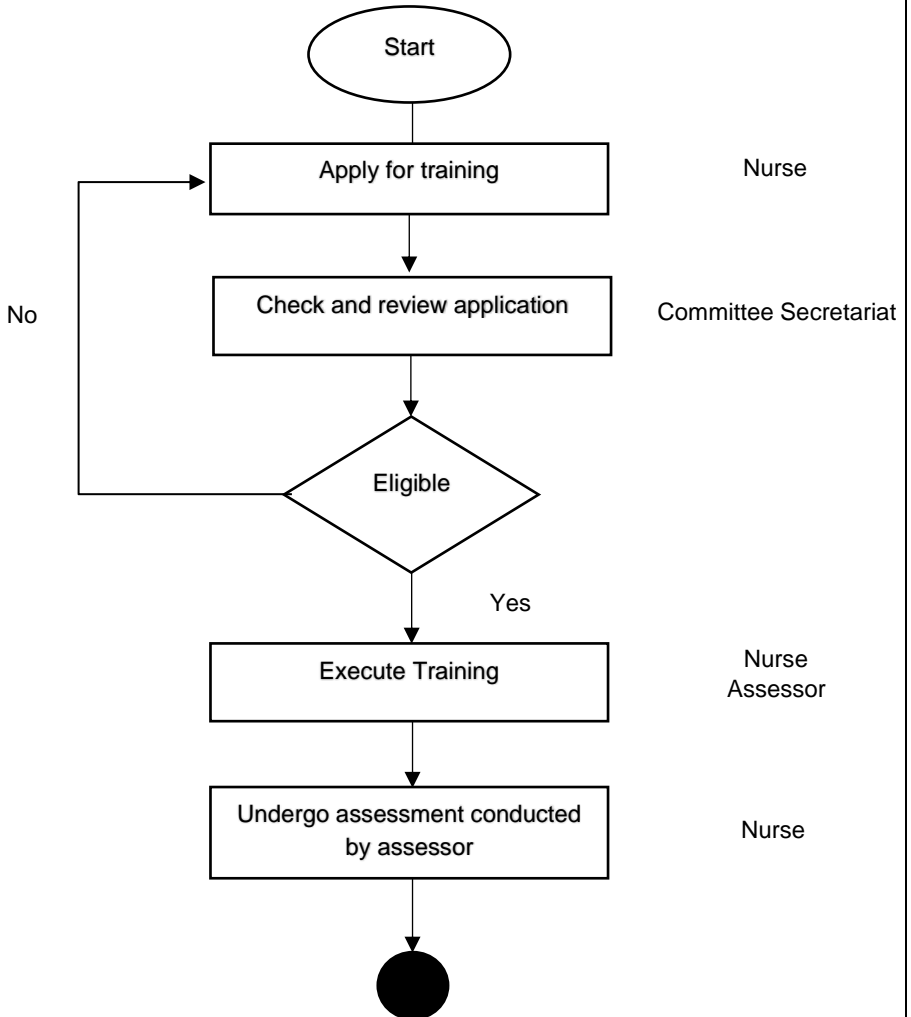 Start
Apply for training
Nurse
Check and review application
Committee Secretariat
No
Eligible
Yes
Execute Training
Nurse
Assessor
Undergo assessment conducted
by assessor
Nurse